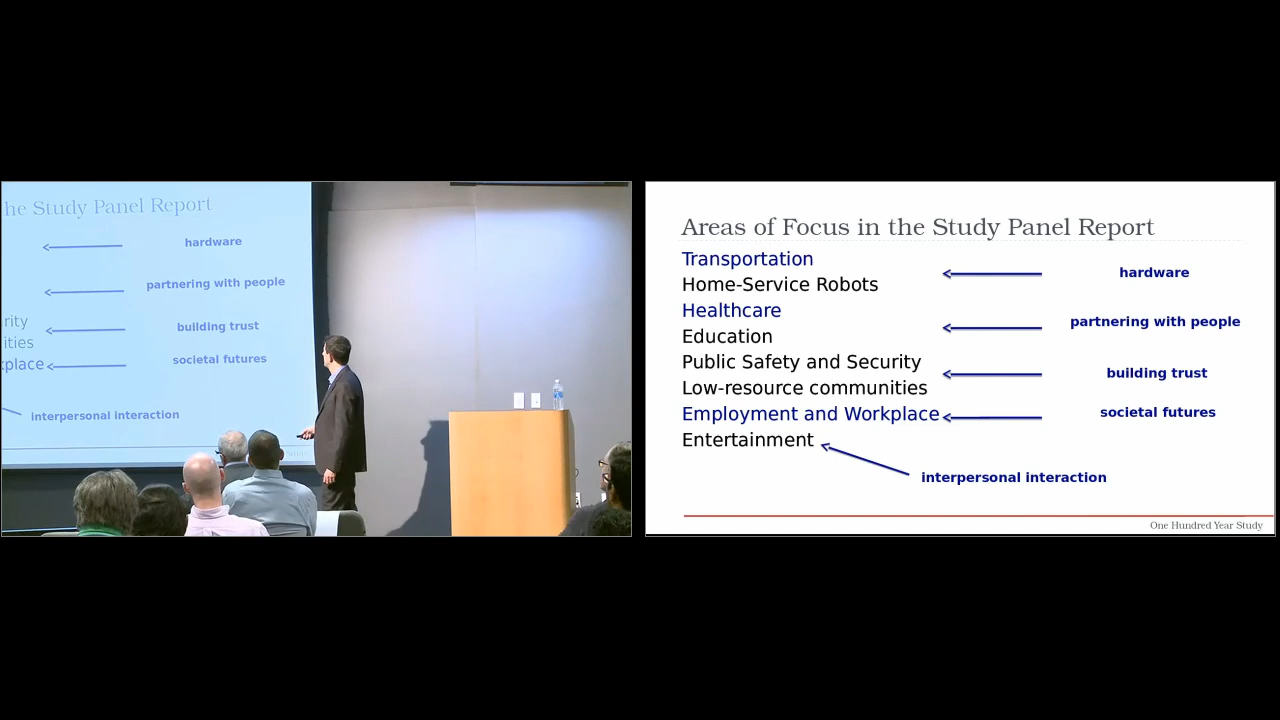 he Study Panel Report
hardware
partnering with people
rity
building trust
ities
societal futures
kplace
interpersonal interaction
Areas of Focus in the Study Panel Report
Transportation
hardware
Home-Service Robots
Healthcare
partnering with people
Education
Public Safety and Security
building trust
Low-resource communities
Employment and Workplace
societal futures
Entertainment
interpersonal interaction
One Hundred Year Study